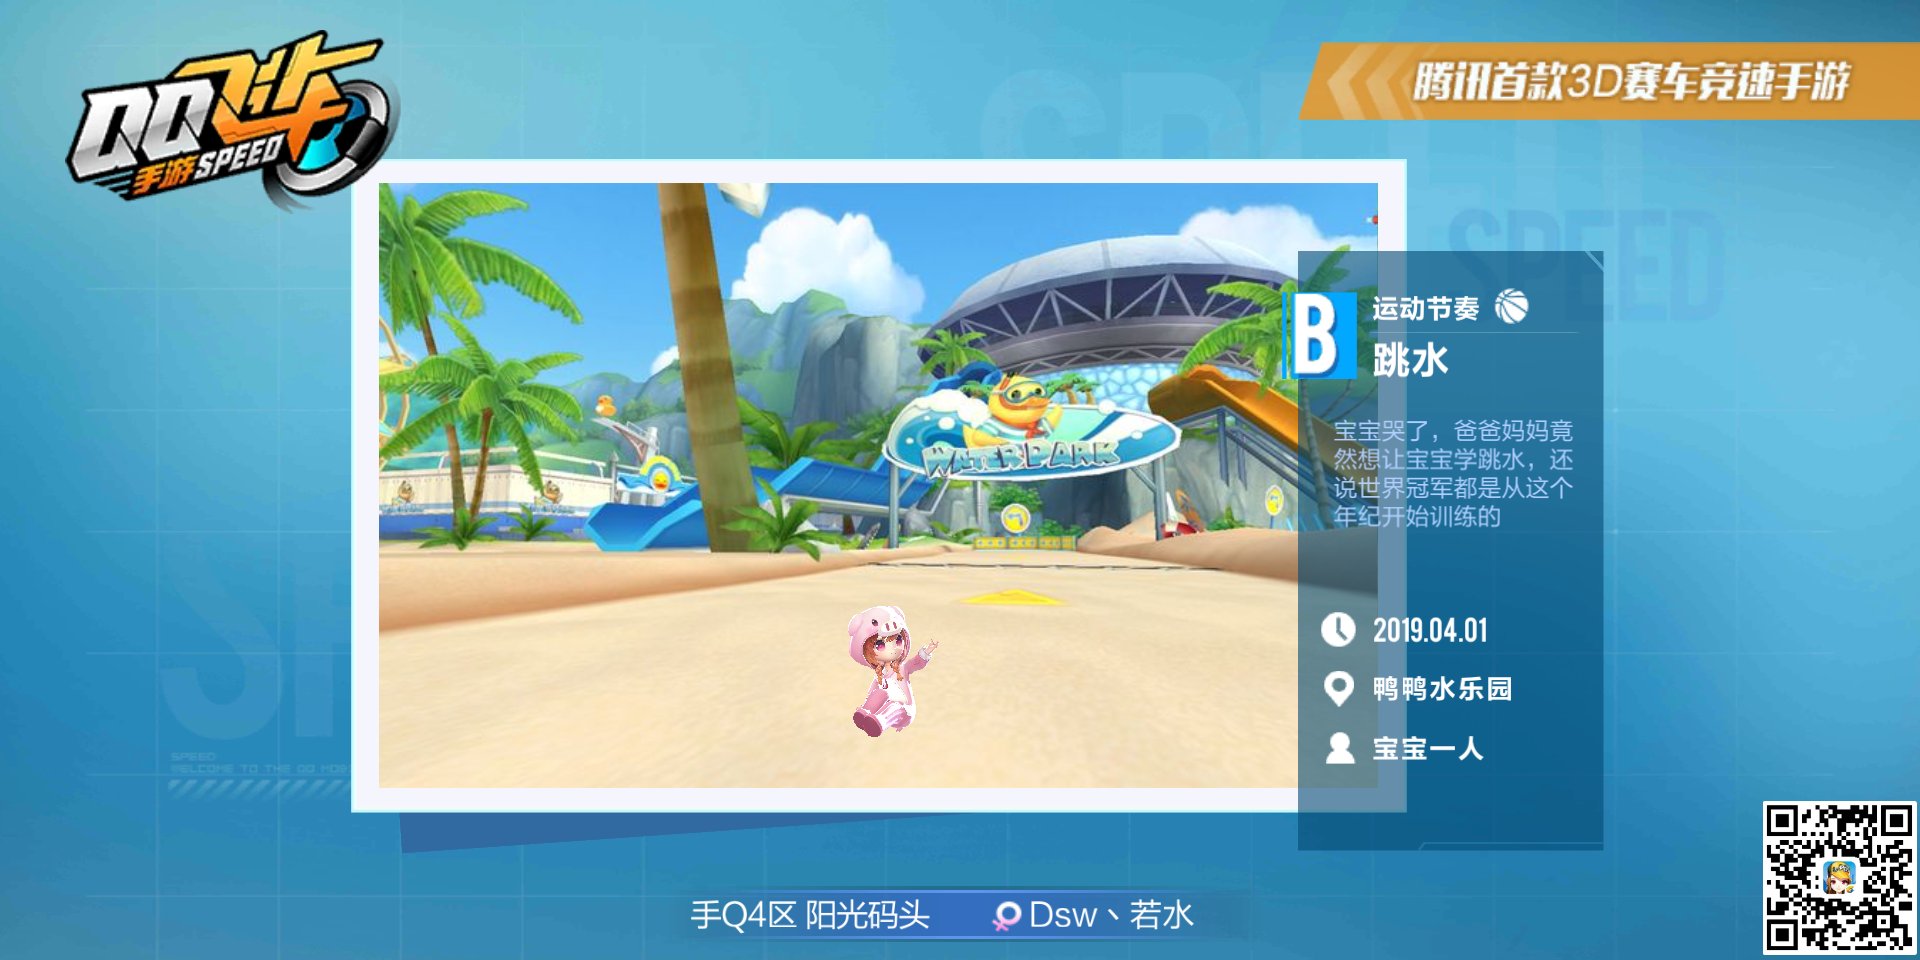 QQ飞车
手游SPEED
腾讯首款3D赛车竞速手游
SPEED
WATER PARK
B
运动节奏
跳水
宝宝哭了，爸爸妈妈竟
然想让宝宝学跳水，还
说世界冠军都是从这个
年纪开始训练的
2019.04.01
鸭鸭水乐园
宝宝一人
SPEED
手Q4区 阳光码头
Dsw丶若水